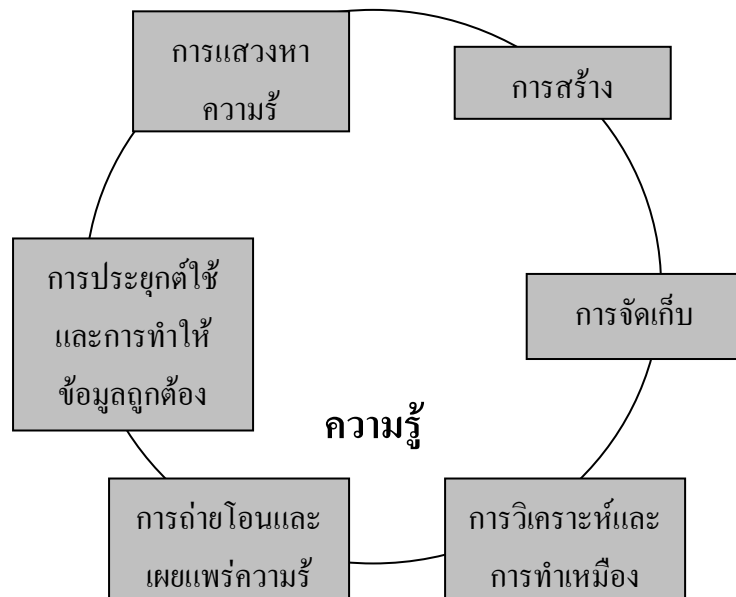 การแสวงหา
ความรู้
การสร้าง
การจัดเก็บ
การวิเคราะห์และ
การทำเหมือง
การถ่ายโอนและ
เผยแพร่ความรู้
การประยุกต์ใช้
และการทำให้
ข้อมูลถูกต้อง
ความรู้